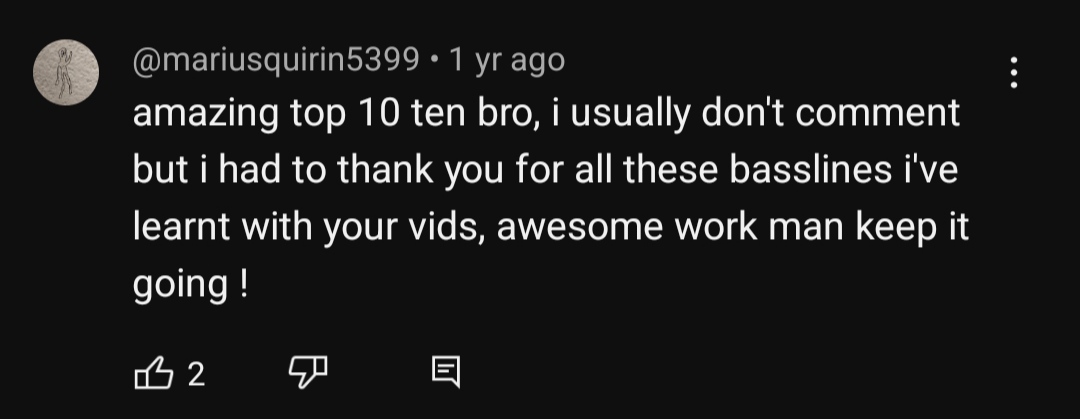 @mariusquirin5399 • 1 yr ago
amazing top 10 ten bro, i usually don't comment
but i had to thank you for all these basslines i've
learnt with your vids, awesome work man keep it
going !
2